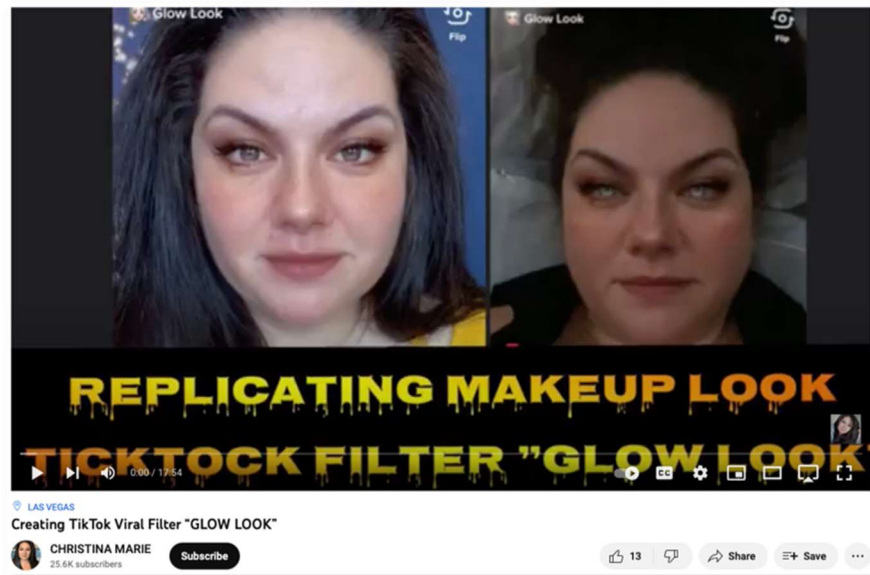 Glow Look
Flip
Glow Look
Flip
REPLICATING MAKEUP LOOK
TICKTOCK FILTER "GLOW LOOK"
0:00 / 17:54
CC
LAS VEGAS
Creating TikTok Viral Filter "GLOW LOOK"
CHRISTINA MARIE
25.6K subscribers
Subscribe
13
Share
Save